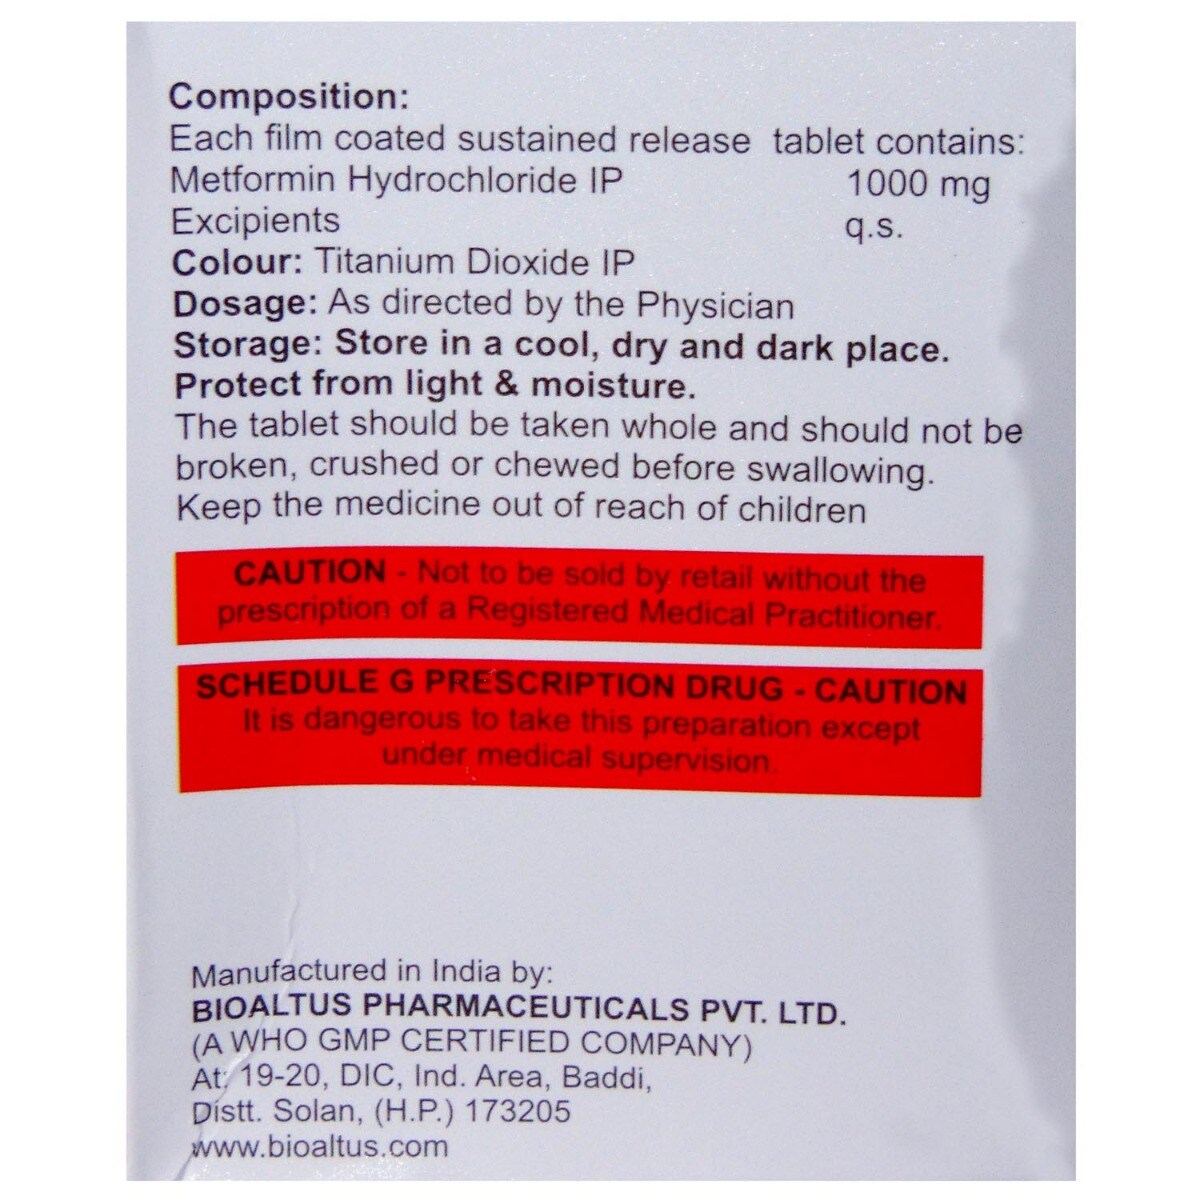 Composition:
Each film coated sustained release tablet contains:
Metformin Hydrochloride IP 1000 mg
Excipients q.s.
Colour: Titanium Dioxide IP
Dosage: As directed by the Physician
Storage: Store in a cool, dry and dark place.
Protect from light & moisture.
The tablet should be taken whole and should not be
broken, crushed or chewed before swallowing.
Keep the medicine out of reach of children
CAUTION - Not to be sold by retail without the
prescription of a Registered Medical Practitioner.
SCHEDULE G PRESCRIPTION DRUG - CAUTION
It is dangerous to take this preparation except
under medical supervision.
Manufactured in India by:
BIOALTUS PHARMACEUTICALS PVT. LTD.
(A WHO GMP CERTIFIED COMPANY)
At: 19-20, DIC, Ind. Area, Baddi,
Distt. Solan, (H.P.) 173205
www.bioaltus.com